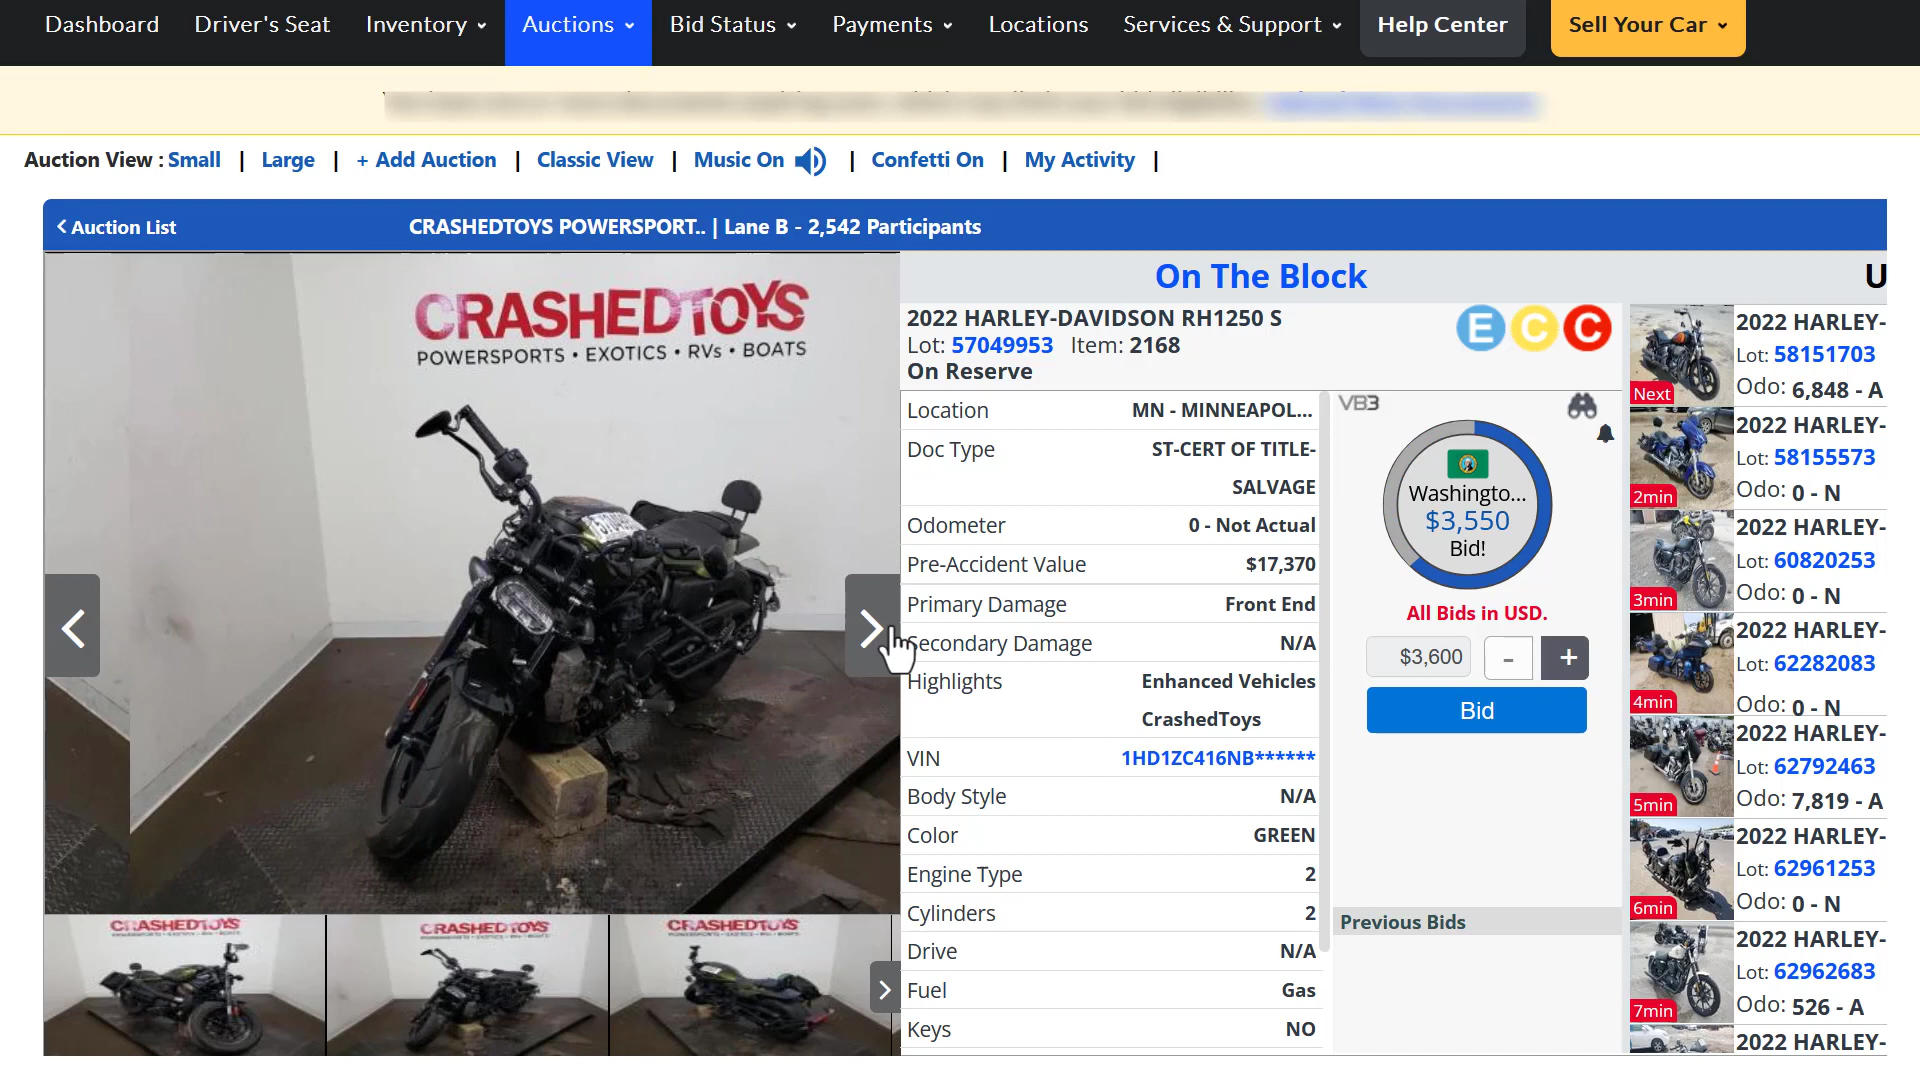 Dashboard Driver's Seat Inventory Auctions Bid Status Payments Locations Services & Support Help Center Sell Your Car
Auction View : Small | Large | + Add Auction | Classic View | Music On | Confetti On | My Activity |
Auction List
CRASHEDTOYS POWERSPORT.. | Lane B - 2,542 Participants
CRASHEDTOYS
POWERSPORTS • EXOTICS • RVs • BOATS
On The Block
2022 HARLEY-DAVIDSON RH1250 S
Lot: 57049953 Item: 2168
On Reserve
E C C
Location MN - MINNEAPOL...
Doc Type ST-CERT OF TITLE-
SALVAGE
Odometer 0 - Not Actual
Pre-Accident Value $17,370
Primary Damage Front End
Secondary Damage N/A
Highlights Enhanced Vehicles
CrashedToys
VIN 1HD1ZC416NB******
Body Style N/A
Color GREEN
Engine Type 2
Cylinders 2
Drive N/A
Fuel Gas
Keys NO
VB3
Washingto...
$3,550
Bid!
All Bids in USD.
$3,600 - +
Bid
Previous Bids
U
2022 HARLEY-
Lot: 58151703
Odo: 6,848 - A
Next
2022 HARLEY-
Lot: 58155573
Odo: 0 - N
2min
2022 HARLEY-
Lot: 60820253
Odo: 0 - N
3min
2022 HARLEY-
Lot: 62282083
Odo: 0 - N
4min
2022 HARLEY-
Lot: 62792463
Odo: 7,819 - A
5min
2022 HARLEY-
Lot: 62961253
Odo: 0 - N
6min
2022 HARLEY-
Lot: 62962683
Odo: 526 - A
7min
2022 HARLEY-
CRASHEDTOYS
CRASHEDTOYS
CRASHEDTOYS